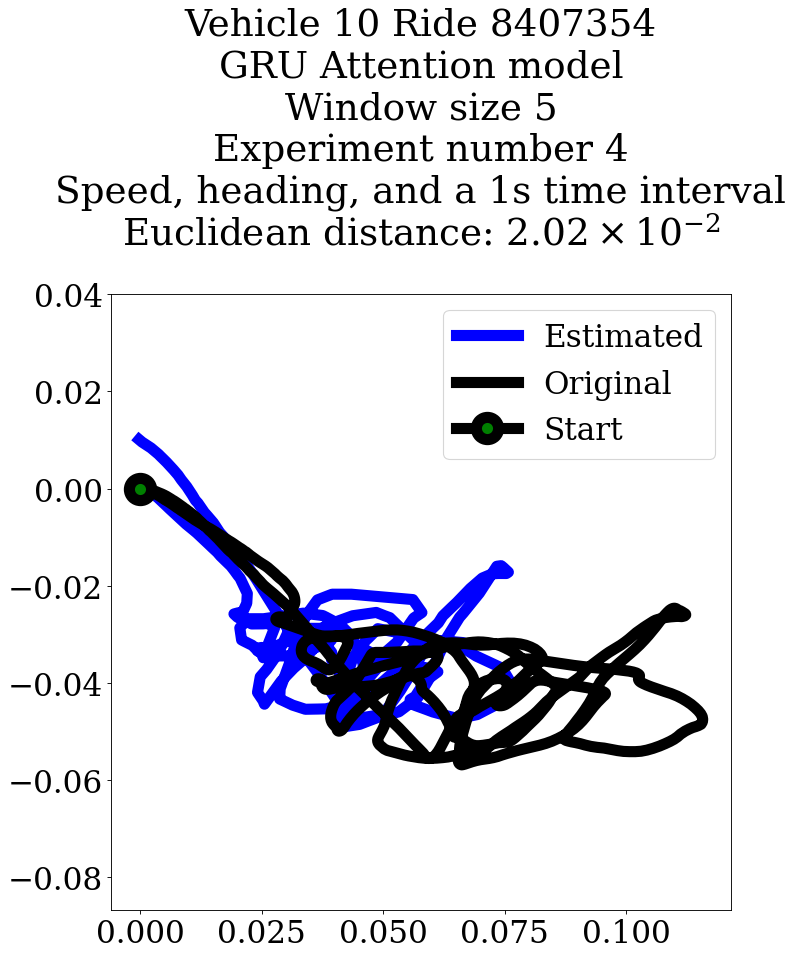 Vehicle 10 Ride 8407354
GRU Attention model
Window size 5
Experiment number 4
Speed, heading, and a 1s time interval
Euclidean distance: 2.02 × 10⁻²
0.04
0.02
0.00
−0.02
−0.04
−0.06
−0.08
Estimated
Original
Start
0.000 0.025 0.050 0.075 0.100